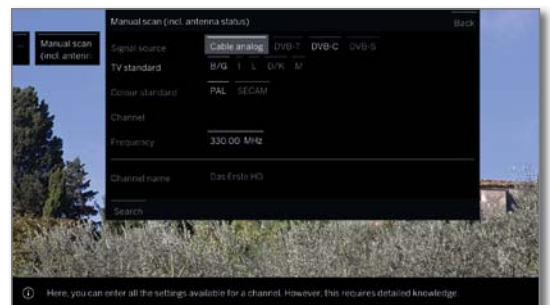 Manual scan (incl. antenna status) Back
Manual scan
(incl. antenn
Signal source Cable analog DVB-T DVB-C DVB-S
TV standard B/G I L D/K M
Colour standard PAL SECAM
Channel
Frequency 330.00 MHz
Channel name Das Erste HD
Search
Here, you can enter all the settings available for a channel. However, this requires detailed knowledge.